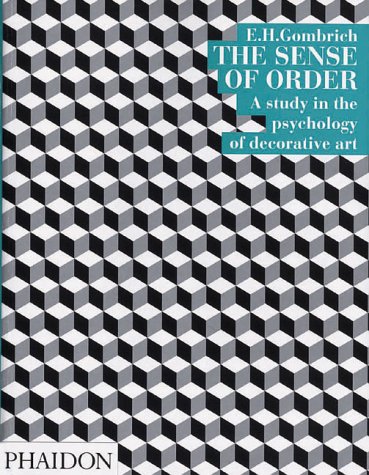 E.H.Gombrich
THE SENSE
OF ORDER
A study in the
psychology
of decorative art
PHAIDON